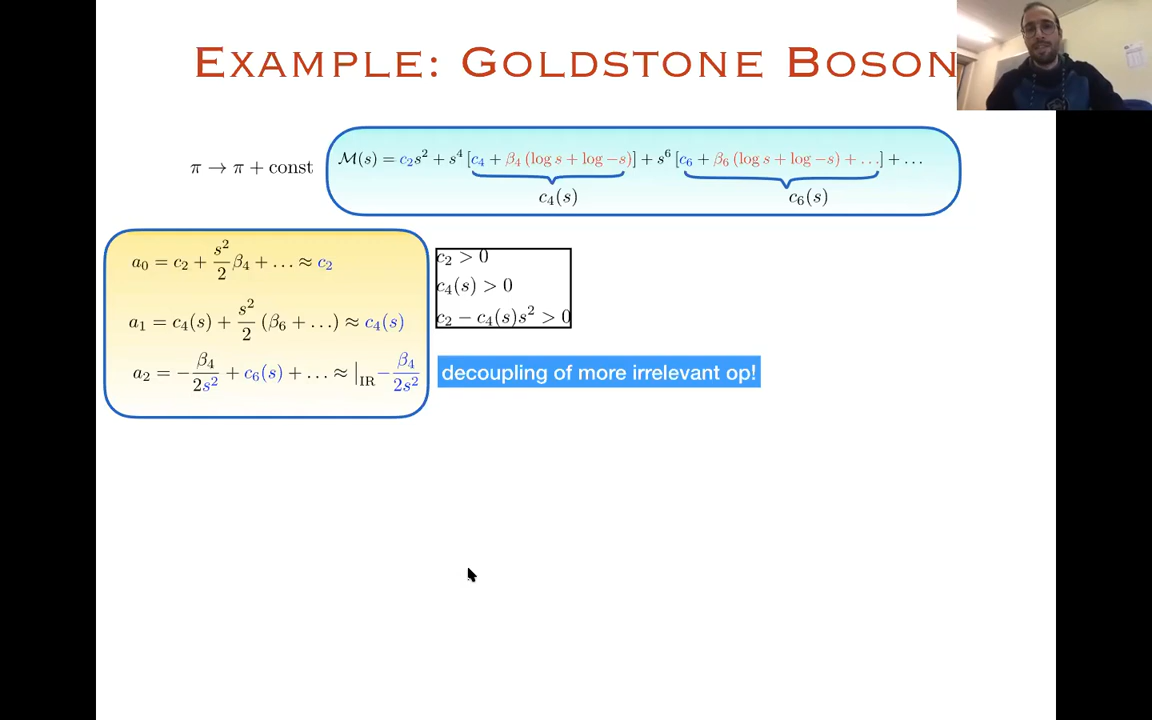 EXAMPLE: GOLDSTONE BOSON
π → π + const
M(s) = c₂s² + s⁴ [c₄ + β₄ (log s + log −s)] + s⁶ [c₆ + β₆ (log s + log −s) + …] + …
c₄(s) c₆(s)
a₀ = c₂ + s²/2 β₄ + … ≈ c₂
c₂ > 0
c₄(s) > 0
a₁ = c₄(s) + s²/2 (β₆ + …) ≈ c₄(s)
c₂ − c₄(s)s² > 0
a₂ = −β₄/2s² + c₆(s) + … ≈ |IR −β₄/2s²
decoupling of more irrelevant op!